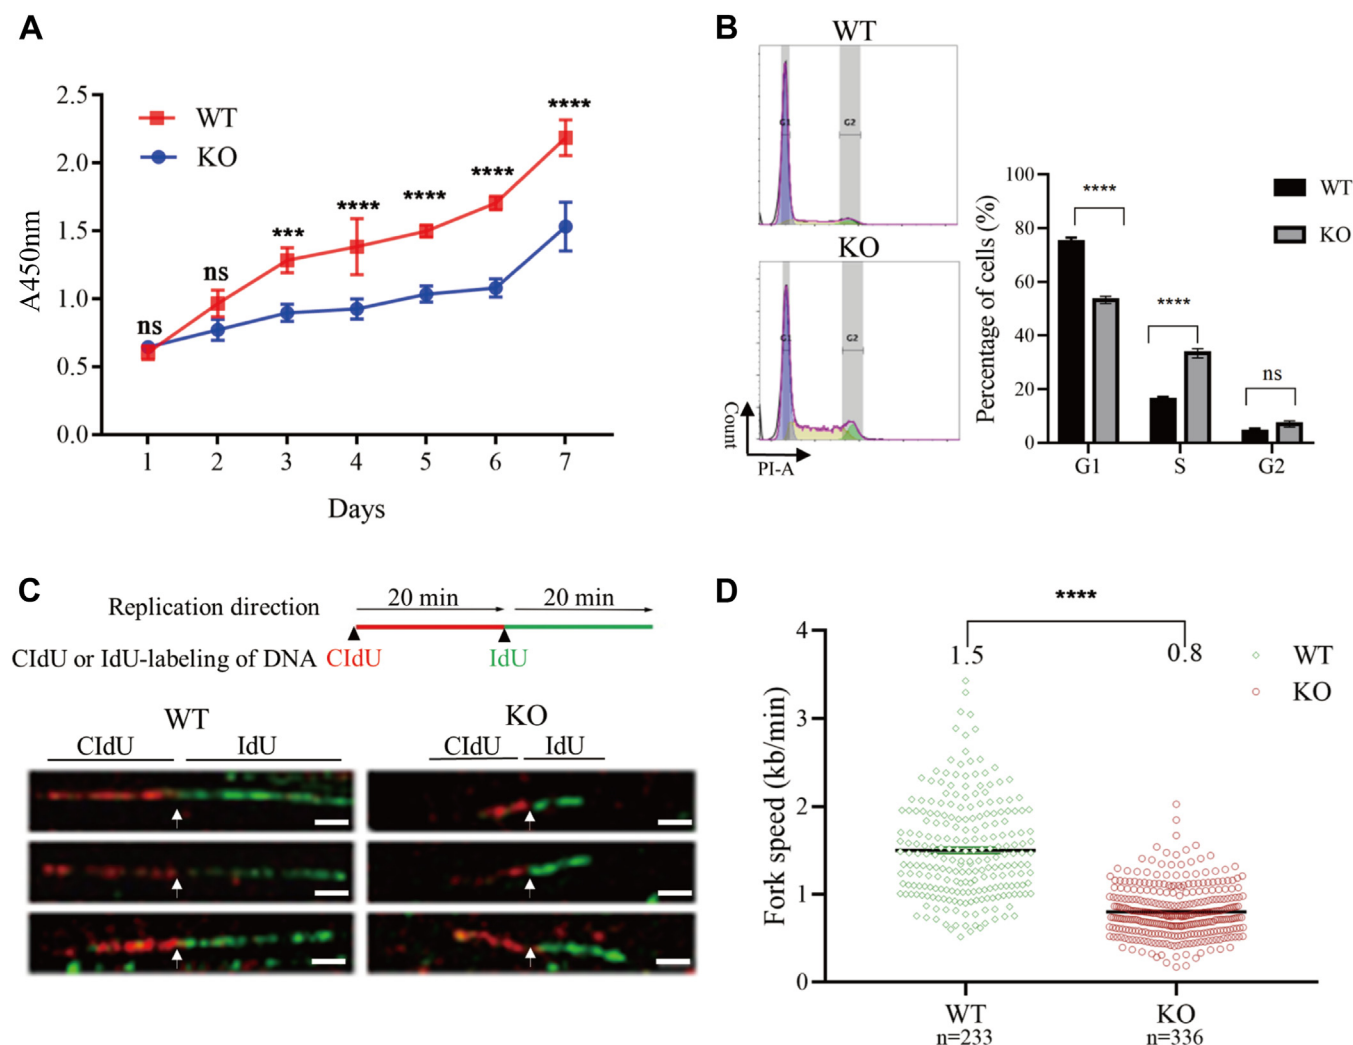 A
2.5
2.0
1.5
1.0
0.5
0.0
A450nm
WT
KO
ns
ns
***
****
****
****
****
1 2 3 4 5 6 7
Days
B
WT
G1 G2
KO
G1 G2
Count
PI-A
Percentage of cells (%)
100
80
60
40
20
0
****
****
ns
WT
KO
G1 S G2
C
Replication direction
20 min 20 min
CIdU or IdU-labeling of DNA CIdU IdU
WT KO
CIdU IdU CIdU IdU
D
****
1.5 0.8
WT
KO
Fork speed (kb/min)
4
3
2
1
0
WT KO
n=233 n=336